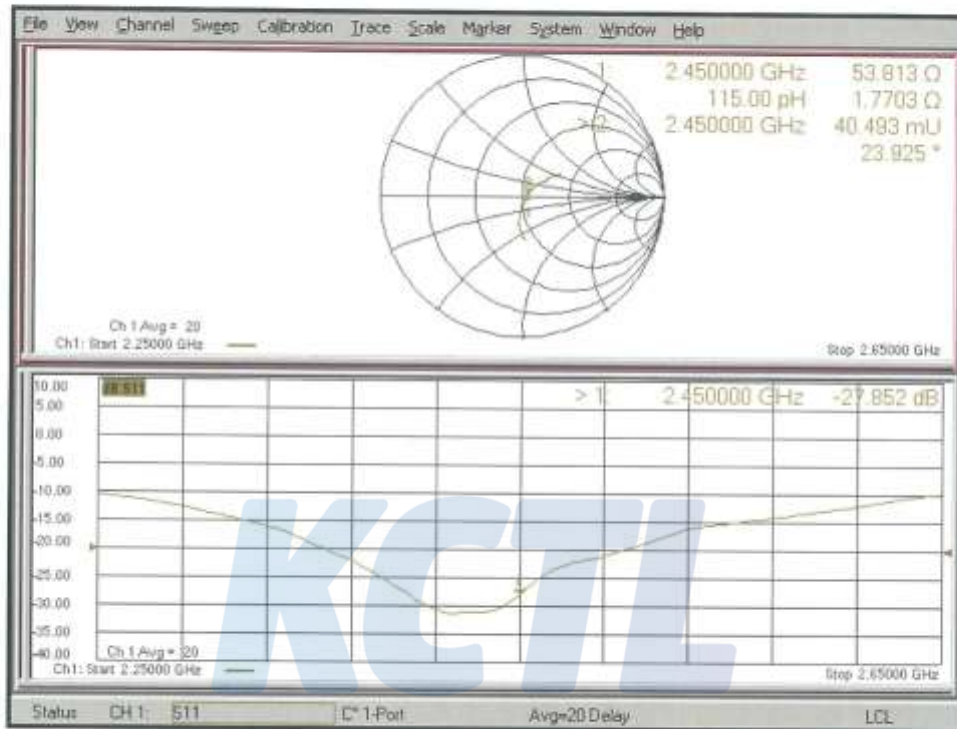 File View Channel Sweep Calibration Trace Scale Marker System Window Help
1 2.450000 GHz 53.813 Ω
115.00 pH 1.7703 Ω
> 2 2.450000 GHz 40.493 mU
23.925 °
Ch 1 Avg = 20
Ch1: Start 2.25000 GHz
Stop 2.65000 GHz
10.00
5.00
0.00
-5.00
-10.00
-15.00
-20.00
-25.00
-30.00
-35.00
-40.00
> 1: 2.450000 GHz -27.852 dB
KCTL
Ch 1 Avg = 20
Ch1: Start 2.25000 GHz
Stop 2.65000 GHz
Status CH 1: S11 C* 1-Port Avg=20 Delay LCL